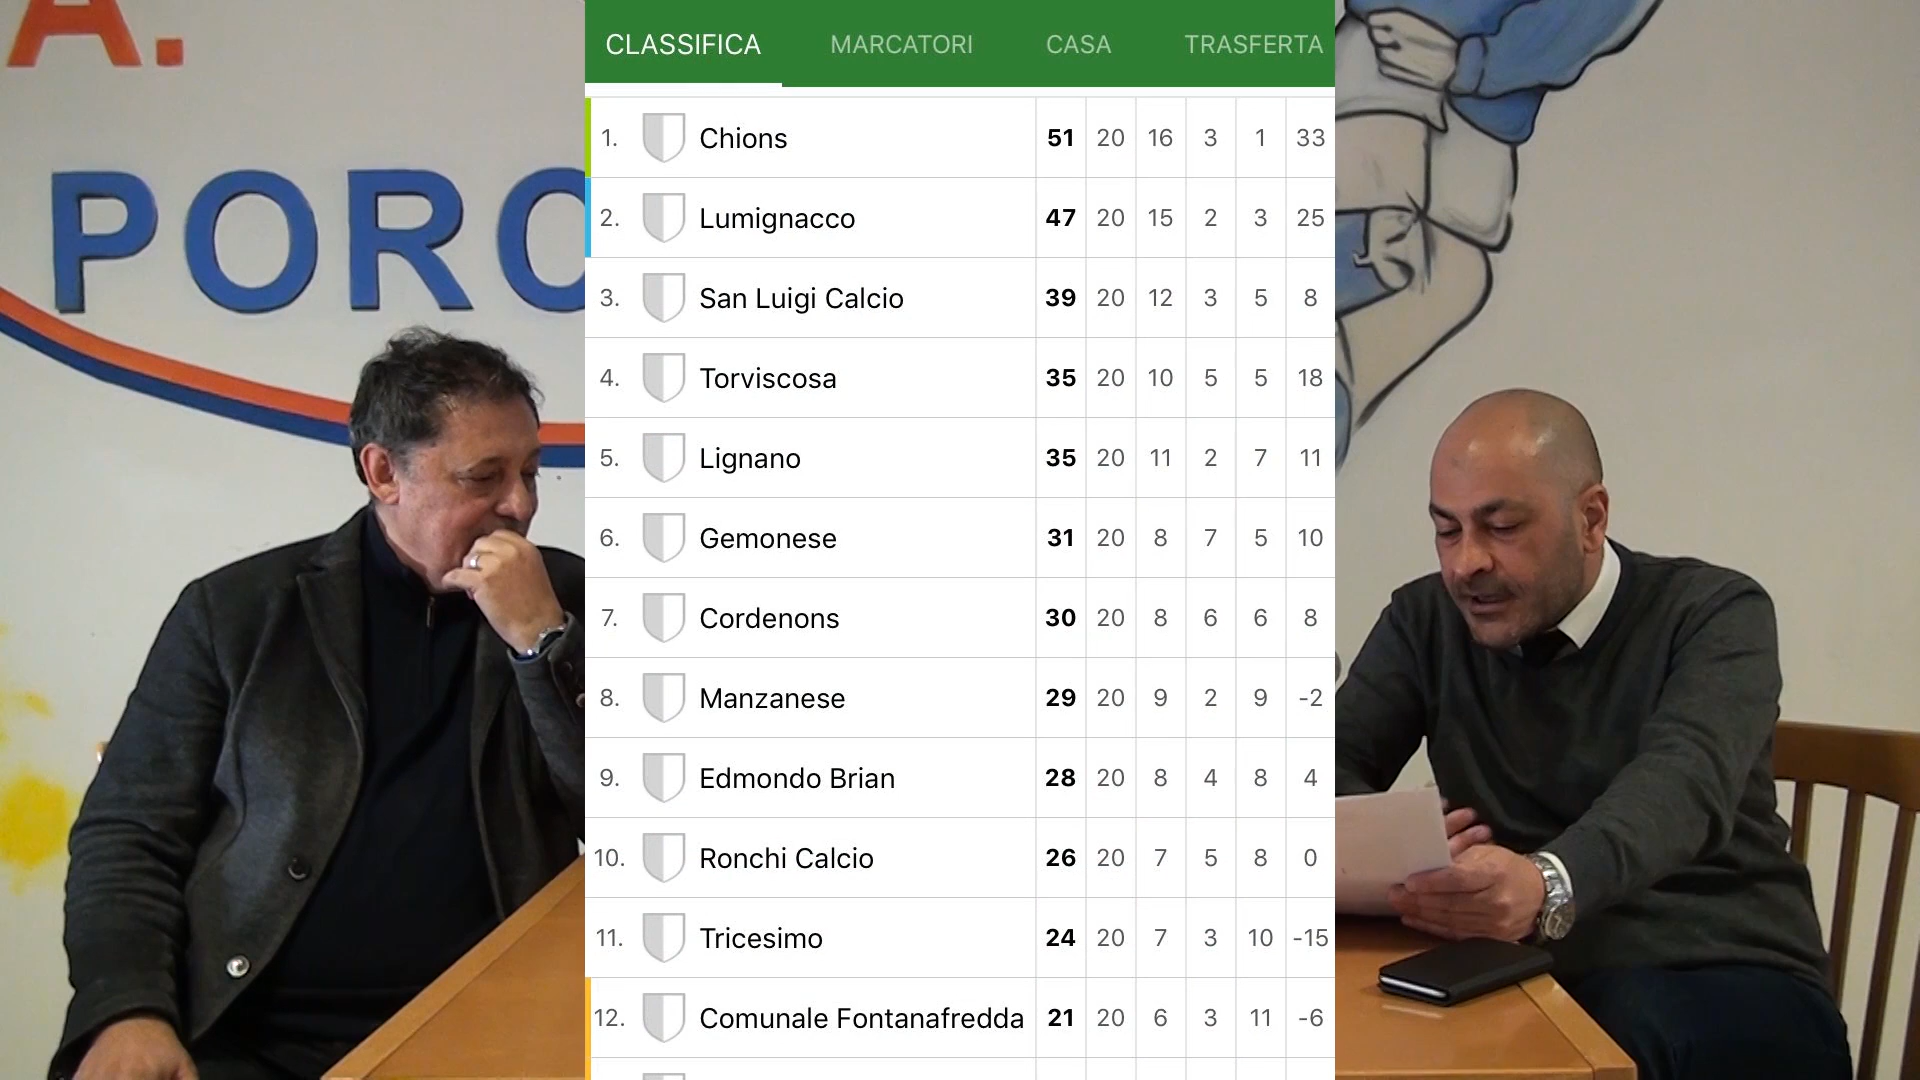 A.
PORC
CLASSIFICA MARCATORI CASA TRASFERTA
1. Chions 51 20 16 3 1 33
2. Lumignacco 47 20 15 2 3 25
3. San Luigi Calcio 39 20 12 3 5 8
4. Torviscosa 35 20 10 5 5 18
5. Lignano 35 20 11 2 7 11
6. Gemonese 31 20 8 7 5 10
7. Cordenons 30 20 8 6 6 8
8. Manzanese 29 20 9 2 9 -2
9. Edmondo Brian 28 20 8 4 8 4
10. Ronchi Calcio 26 20 7 5 8 0
11. Tricesimo 24 20 7 3 10 -15
12. Comunale Fontanafredda 21 20 6 3 11 -6